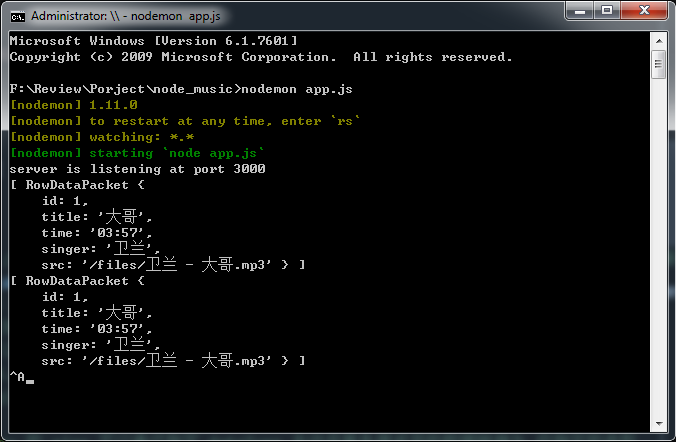 Administrator: \\ - nodemon  app.js
Microsoft Windows [Version 6.1.7601]
Copyright (c) 2009 Microsoft Corporation.  All rights reserved.
F:\Review\Porject\node_music>nodemon app.js
[nodemon] 1.11.0
[nodemon] to restart at any time, enter `rs`
[nodemon] watching: *.*
[nodemon] starting `node app.js`
server is listening at port 3000
[ RowDataPacket {
    id: 1,
    title: '大哥',
    time: '03:57',
    singer: '卫兰',
    src: '/files/卫兰 - 大哥.mp3' } ]
[ RowDataPacket {
    id: 1,
    title: '大哥',
    time: '03:57',
    singer: '卫兰',
    src: '/files/卫兰 - 大哥.mp3' } ]
^A